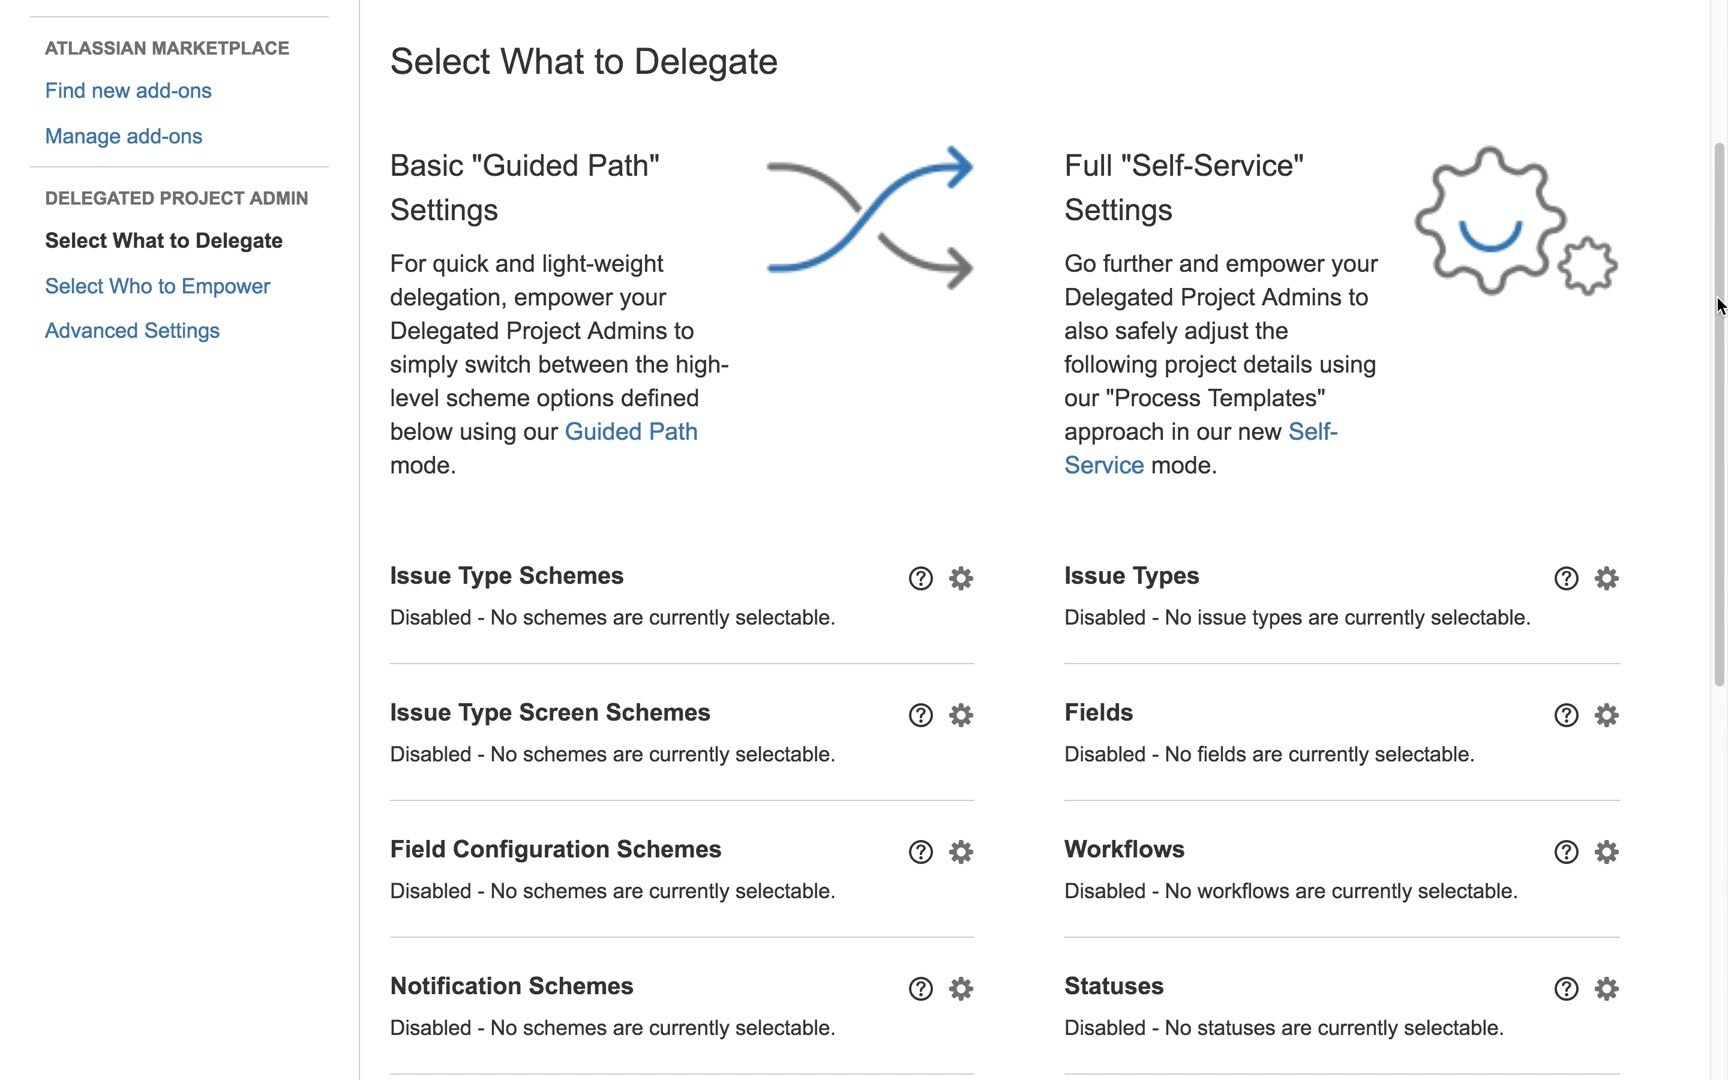 ATLASSIAN MARKETPLACE
Find new add-ons
Manage add-ons
DELEGATED PROJECT ADMIN
Select What to Delegate
Select Who to Empower
Advanced Settings
Select What to Delegate
Basic "Guided Path"
Settings
For quick and light-weight
delegation, empower your
Delegated Project Admins to
simply switch between the high-
level scheme options defined
below using our Guided Path
mode.
Full "Self-Service"
Settings
Go further and empower your
Delegated Project Admins to
also safely adjust the
following project details using
our "Process Templates"
approach in our new Self-
Service mode.
Issue Type Schemes
Disabled - No schemes are currently selectable.
Issue Type Screen Schemes
Disabled - No schemes are currently selectable.
Field Configuration Schemes
Disabled - No schemes are currently selectable.
Notification Schemes
Disabled - No schemes are currently selectable.
Issue Types
Disabled - No issue types are currently selectable.
Fields
Disabled - No fields are currently selectable.
Workflows
Disabled - No workflows are currently selectable.
Statuses
Disabled - No statuses are currently selectable.